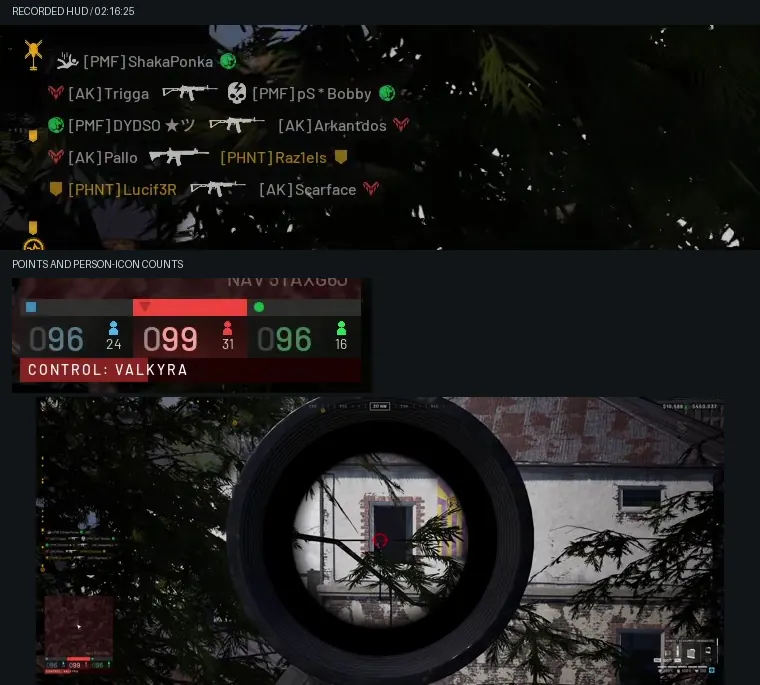 RECORDED HUD / 02:16:25
[PMF]ShakaPonka
[AK]Trigga [PMF]pS*Bobby
[PMF]DYDSO ★ツ [AK]Arkantdos
[AK]Pallo [PHNT]Raz1els
[PHNT]Lucif3R [AK]Scarface
POINTS AND PERSON-ICON COUNTS
096 24 099 31 096 16
CONTROL: VALKYRA